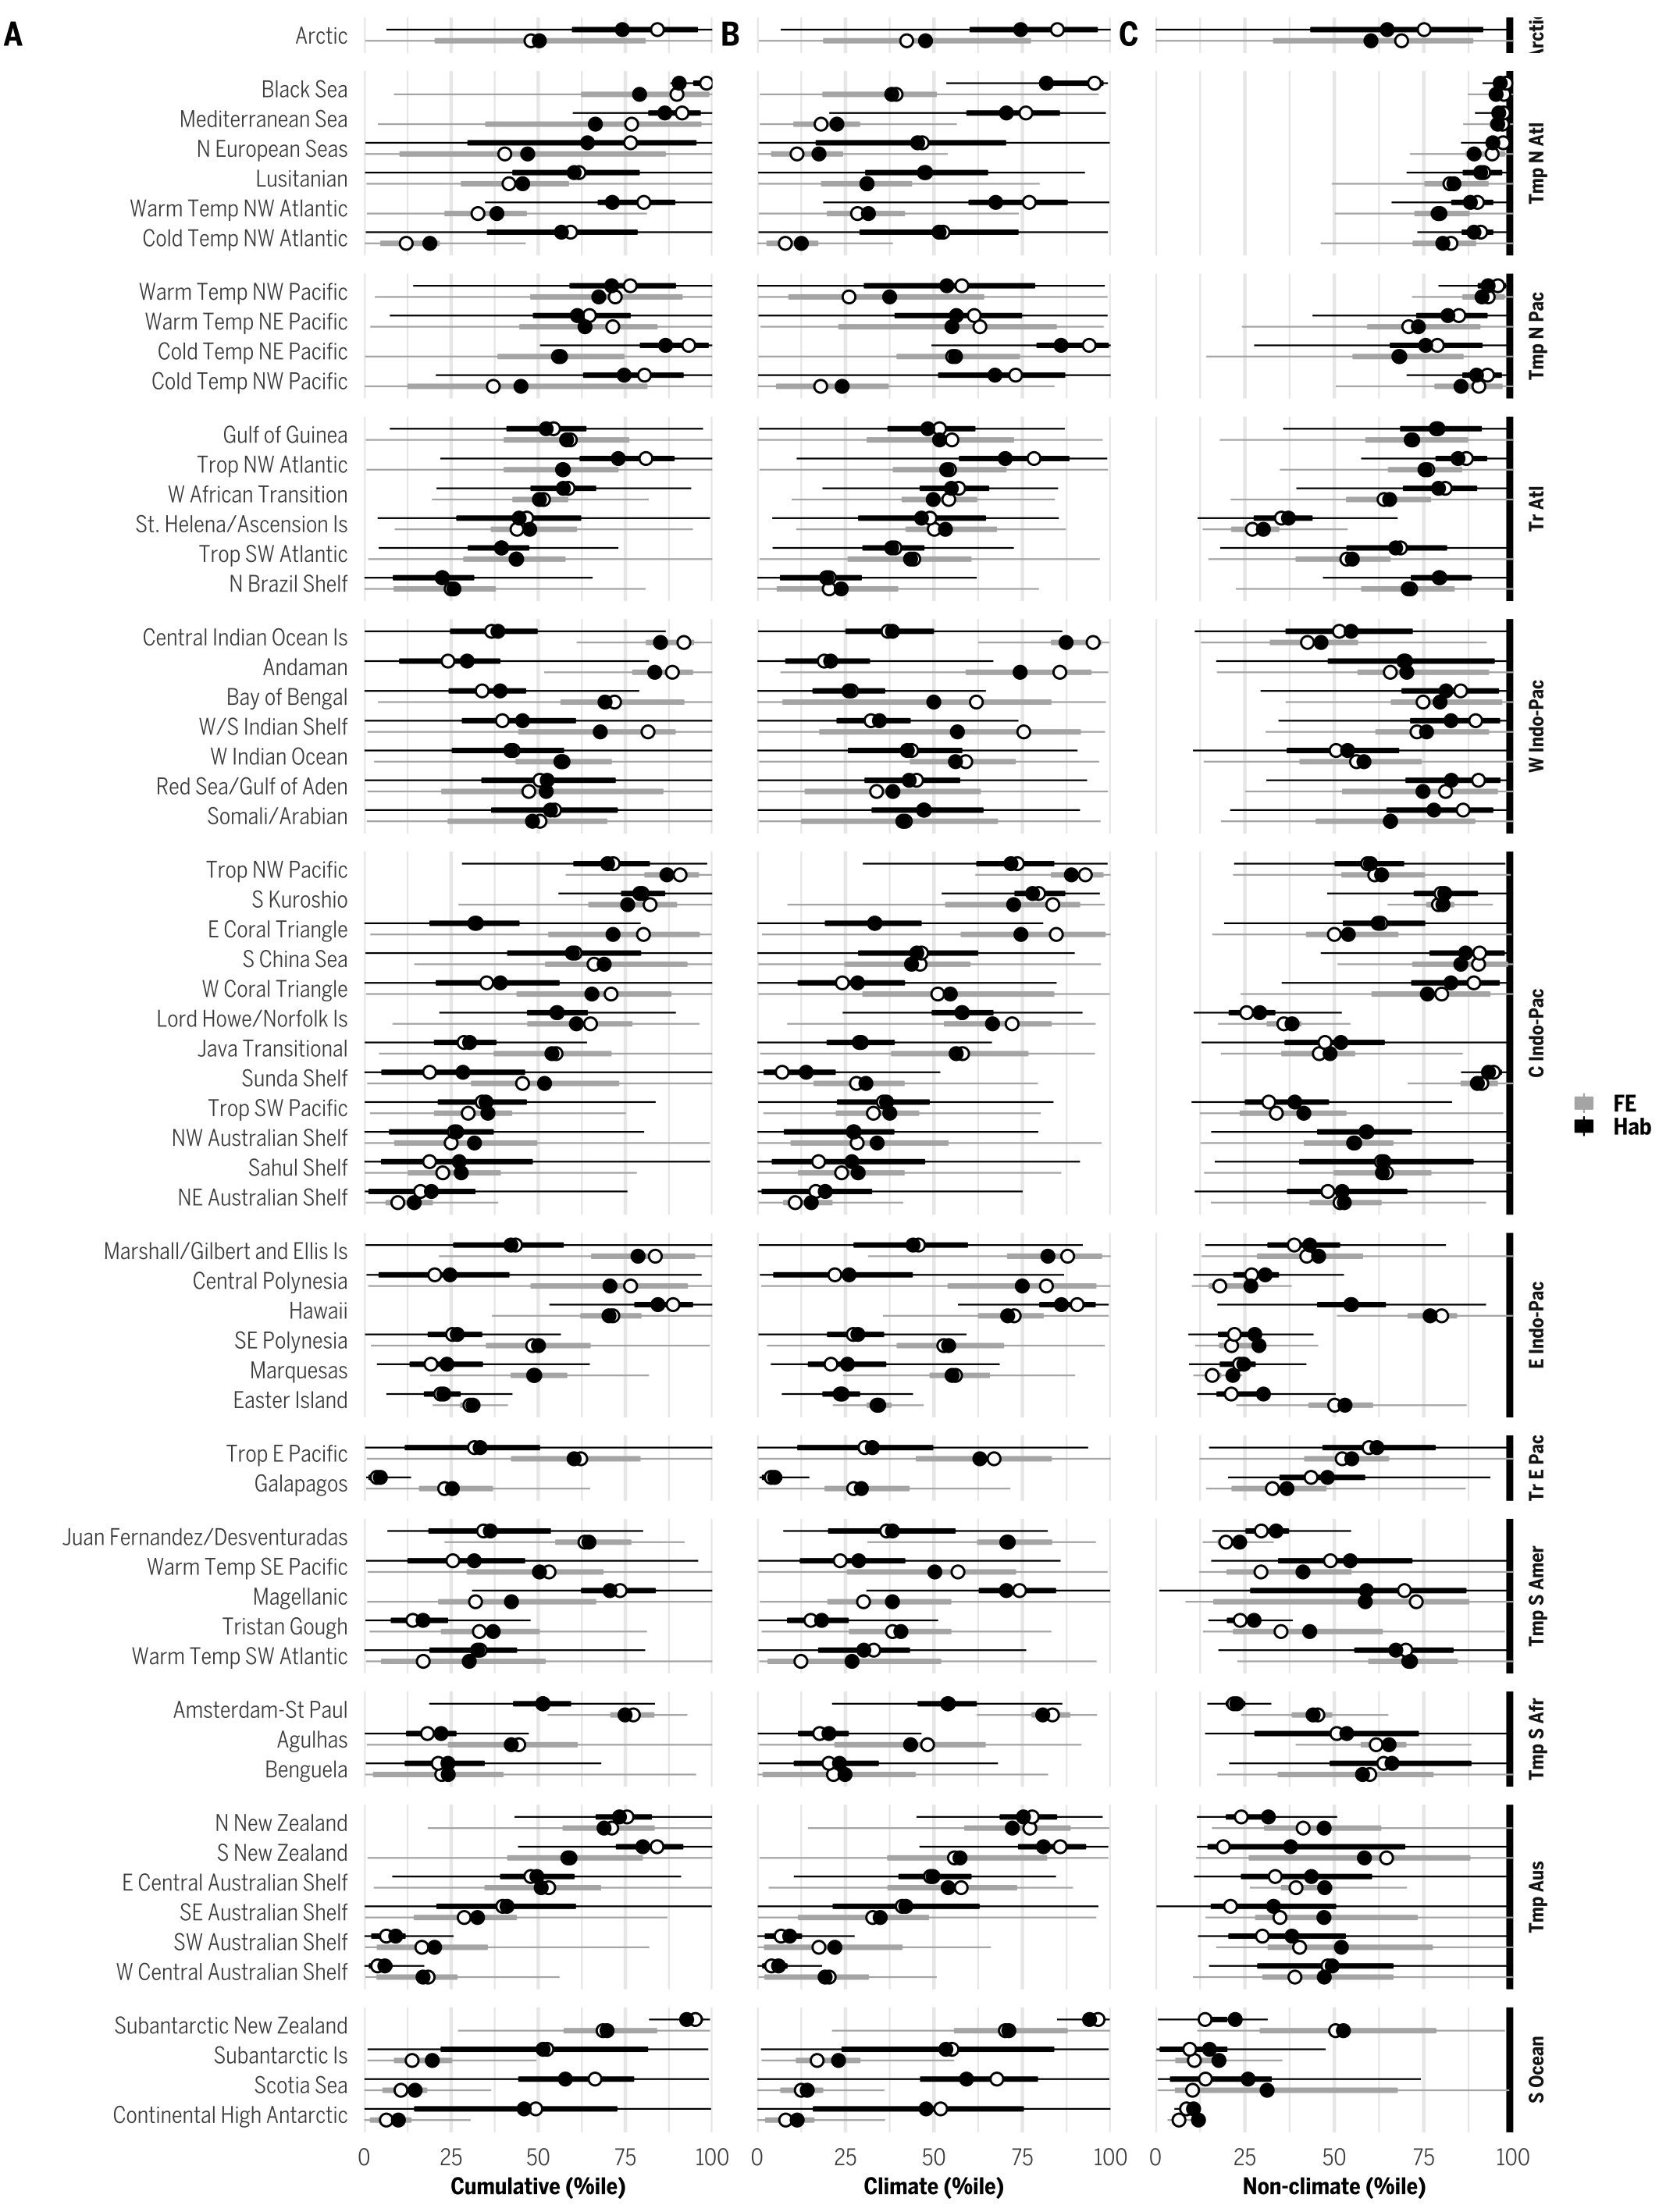 A
B
C
Arctic
Arctic
Black Sea
Mediterranean Sea
N European Seas
Lusitanian
Warm Temp NW Atlantic
Cold Temp NW Atlantic
Tmp N Atl
Warm Temp NW Pacific
Warm Temp NE Pacific
Cold Temp NE Pacific
Cold Temp NW Pacific
Tmp N Pac
Gulf of Guinea
Trop NW Atlantic
W African Transition
St. Helena/Ascension Is
Trop SW Atlantic
N Brazil Shelf
Tr Atl
Central Indian Ocean Is
Andaman
Bay of Bengal
W/S Indian Shelf
W Indian Ocean
Red Sea/Gulf of Aden
Somali/Arabian
W Indo-Pac
Trop NW Pacific
S Kuroshio
E Coral Triangle
S China Sea
W Coral Triangle
Lord Howe/Norfolk Is
Java Transitional
Sunda Shelf
Trop SW Pacific
NW Australian Shelf
Sahul Shelf
NE Australian Shelf
C Indo-Pac
FE
Hab
Marshall/Gilbert and Ellis Is
Central Polynesia
Hawaii
SE Polynesia
Marquesas
Easter Island
E Indo-Pac
Trop E Pacific
Galapagos
Tr E Pac
Juan Fernandez/Desventuradas
Warm Temp SE Pacific
Magellanic
Tristan Gough
Warm Temp SW Atlantic
Tmp S Amer
Amsterdam-St Paul
Agulhas
Benguela
Tmp S Afr
N New Zealand
S New Zealand
E Central Australian Shelf
SE Australian Shelf
SW Australian Shelf
W Central Australian Shelf
Tmp Aus
Subantarctic New Zealand
Subantarctic Is
Scotia Sea
Continental High Antarctic
S Ocean
0 25 50 75 100
0 25 50 75 100
0 25 50 75 100
Cumulative (%ile)
Climate (%ile)
Non-climate (%ile)